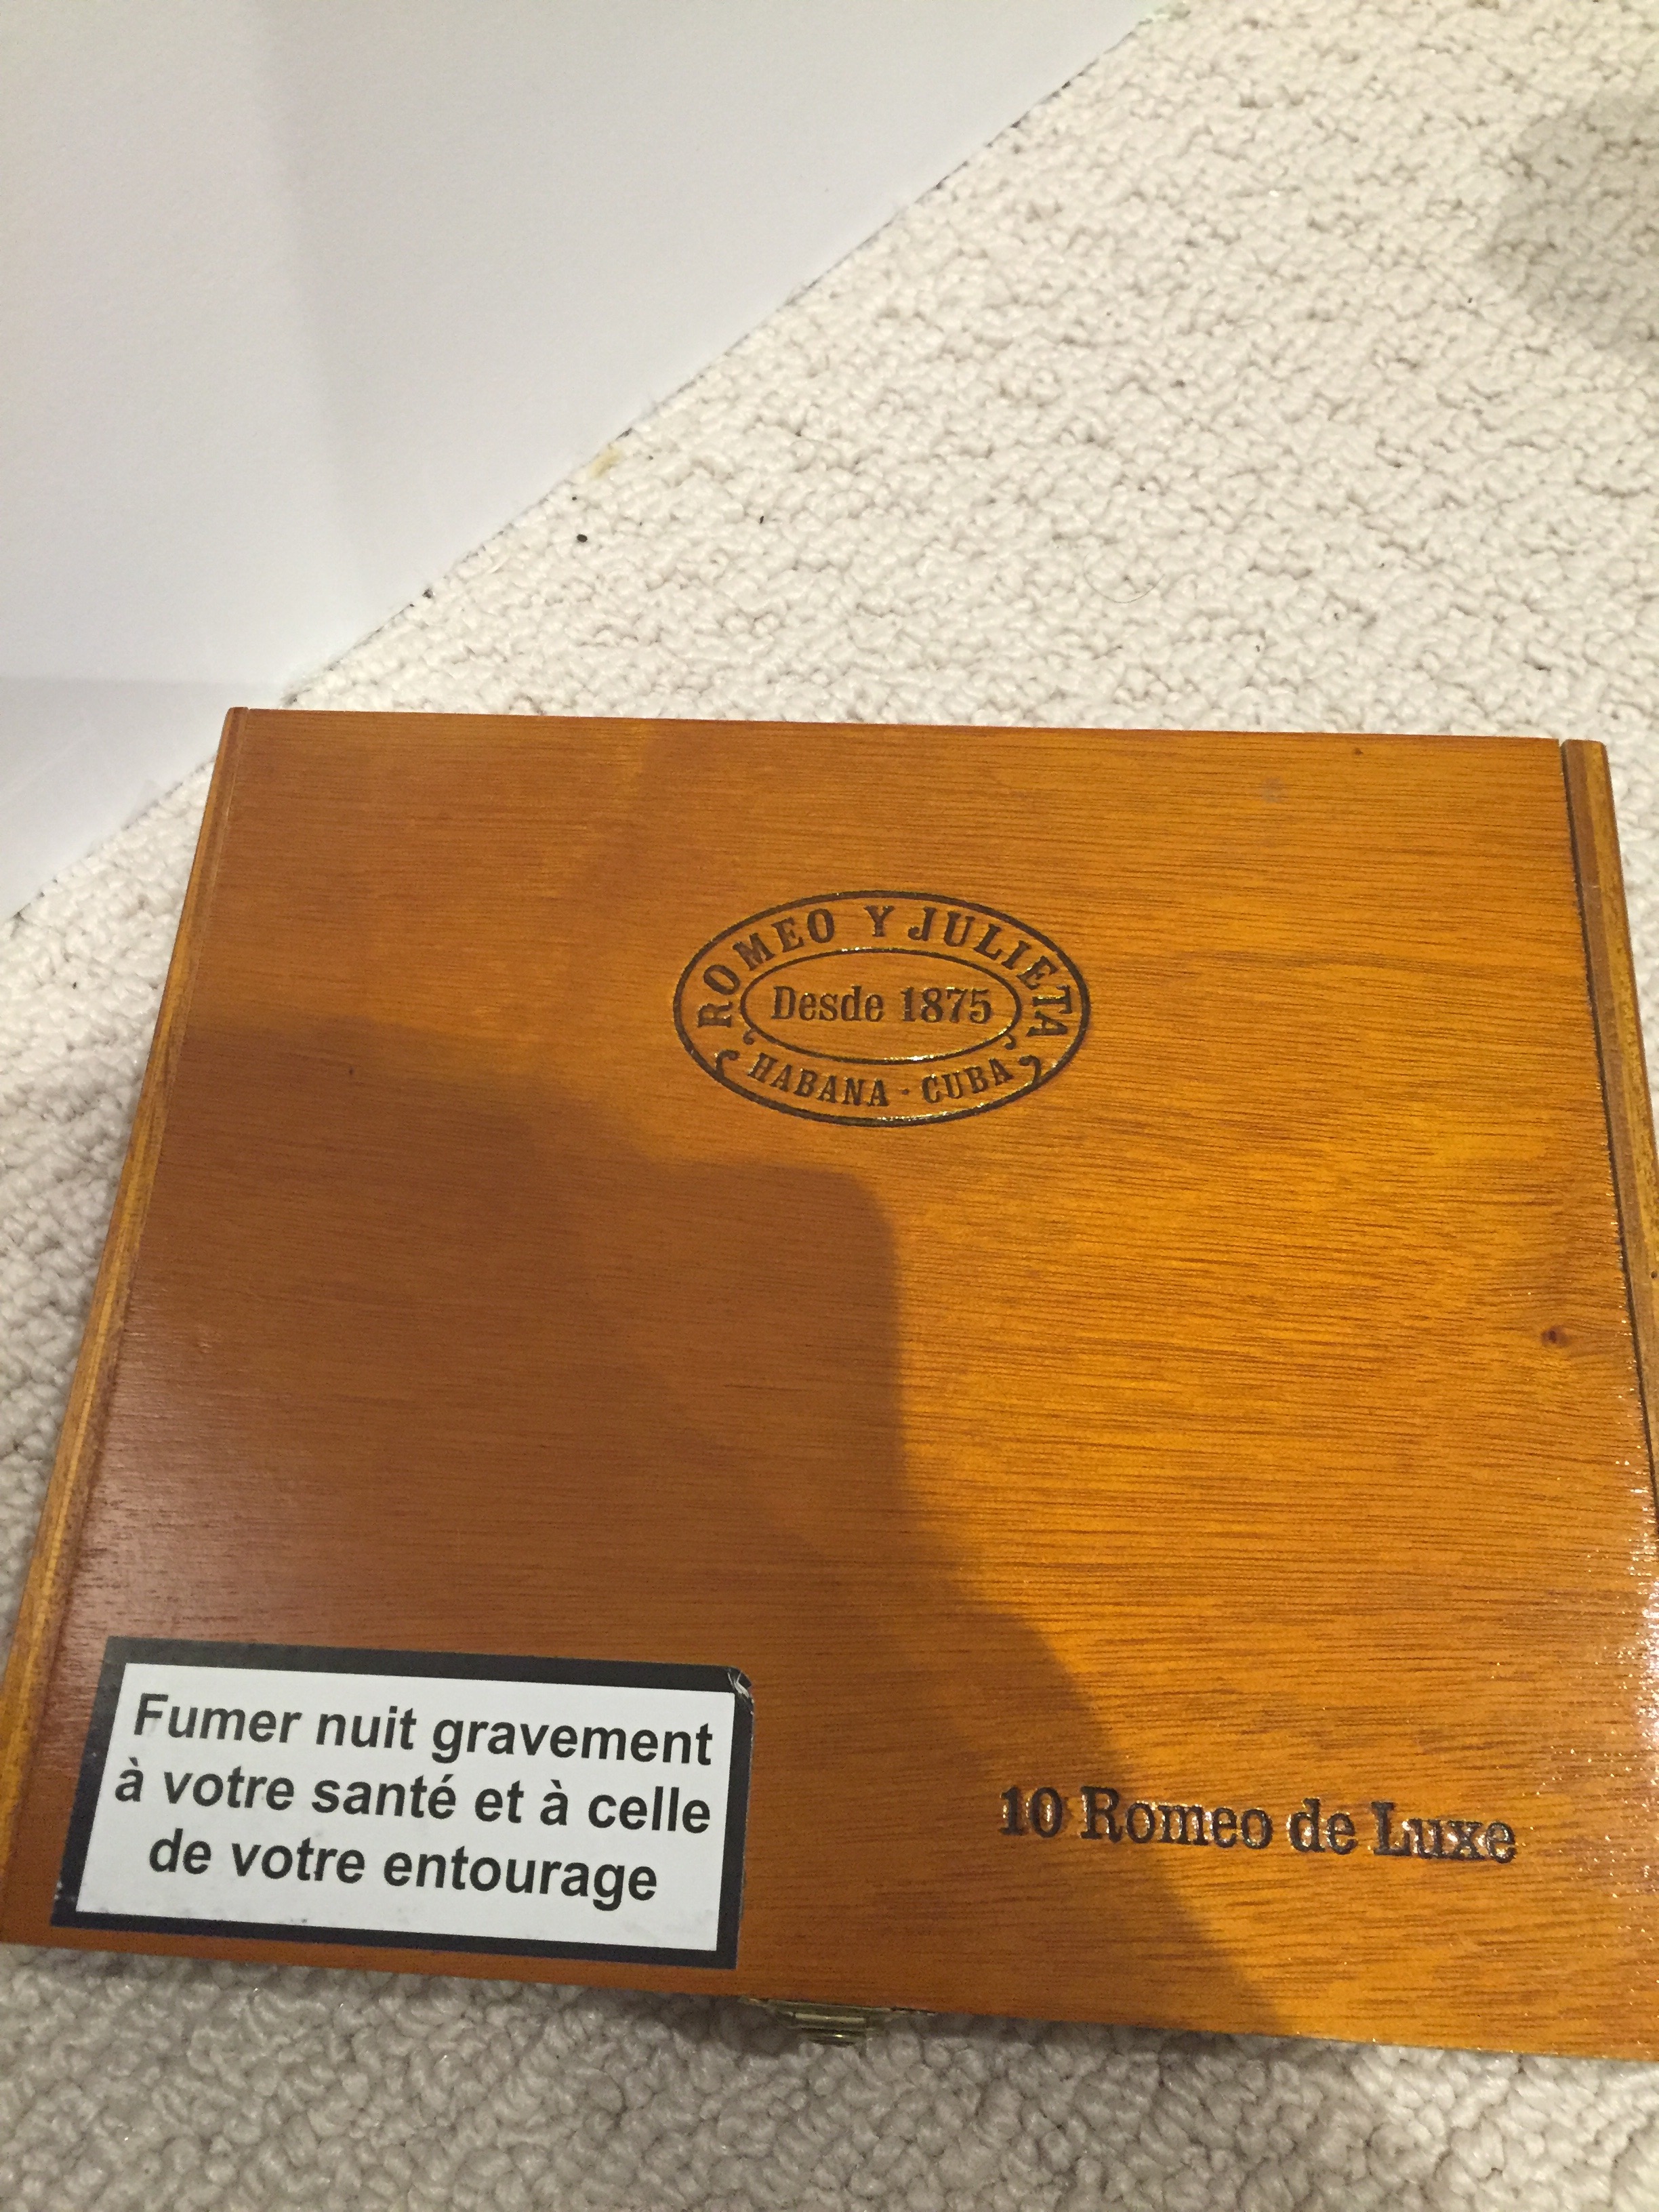 ROMEO Y JULIETA
Desde 1875
HABANA · CUBA
Fumer nuit gravement
à votre santé et à celle
de votre entourage
10 Romeo de Luxe